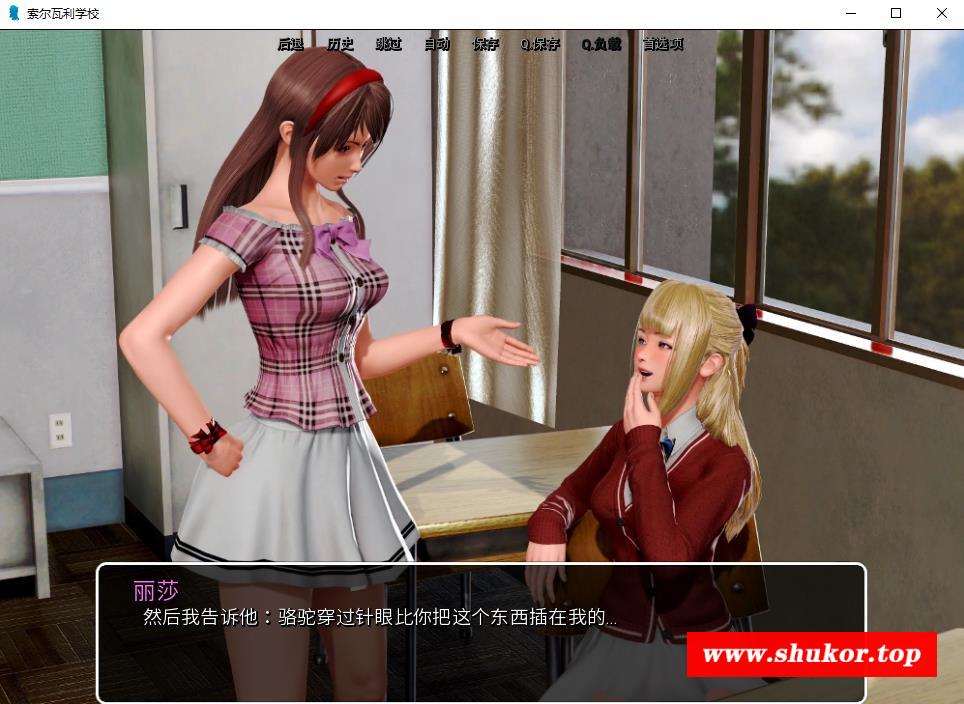 索尔瓦利学校
后退 历史 跳过 自动 保存 Q.保存 Q.负载 首选项
丽莎
然后我告诉他：骆驼穿过针眼比你把这个东西插在我的...
www.shukor.top